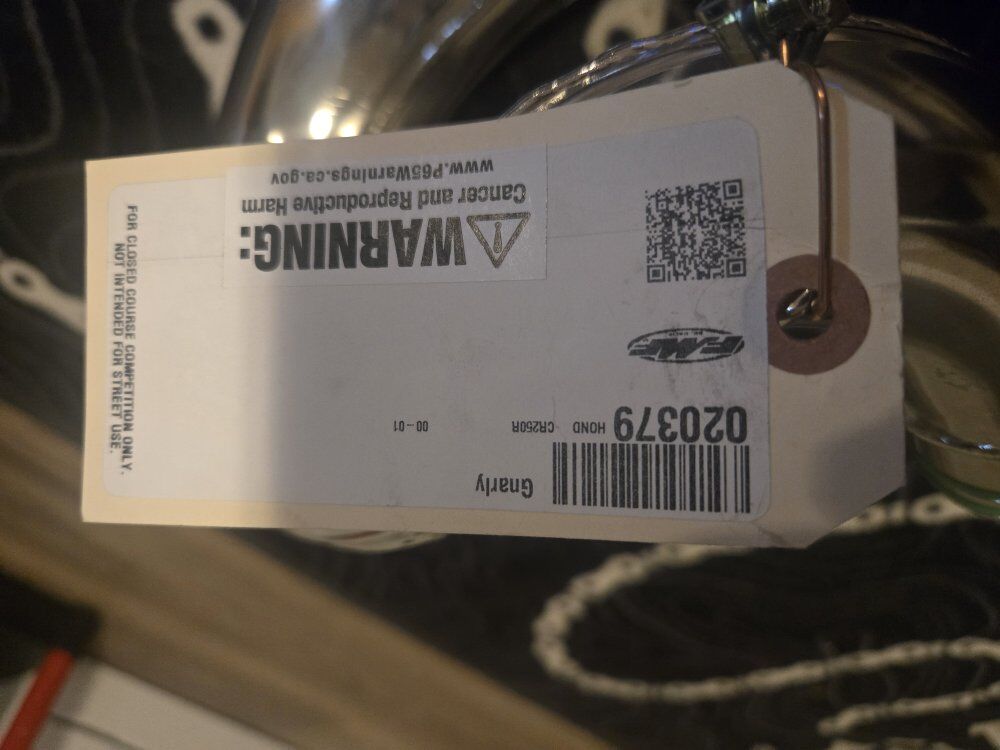 Gnarly
020379 HOND CR250R 00-01
FMF
WARNING:
Cancer and Reproductive Harm
www.P65Warnings.ca.gov
FOR CLOSED COURSE COMPETITION ONLY.
NOT INTENDED FOR STREET USE.